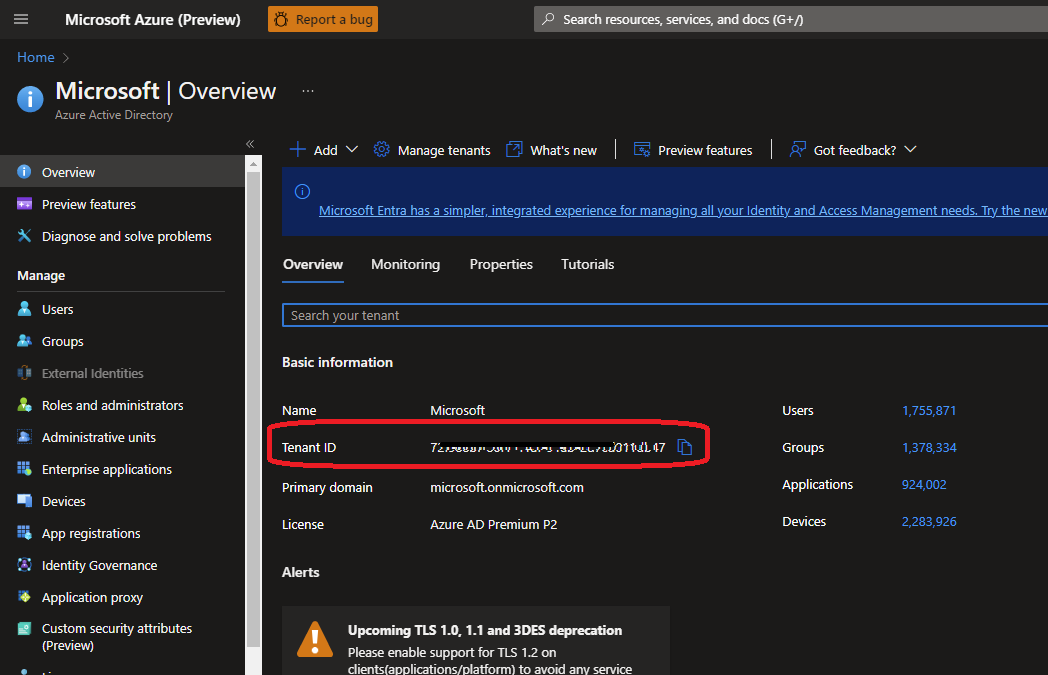 Microsoft Azure (Preview)
Report a bug
Search resources, services, and docs (G+/)
Home
Microsoft | Overview
...
Azure Active Directory
Overview
Preview features
Diagnose and solve problems
Manage
Users
Groups
External Identities
Roles and administrators
Administrative units
Enterprise applications
Devices
App registrations
Identity Governance
Application proxy
Custom security attributes
(Preview)
Add
Manage tenants
What's new
Preview features
Got feedback?
Microsoft Entra has a simpler, integrated experience for managing all your Identity and Access Management needs. Try the new
Overview
Monitoring
Properties
Tutorials
Search your tenant
Basic information
Name
Microsoft
Users
1,755,871
Tenant ID
Groups
1,378,334
Primary domain
microsoft.onmicrosoft.com
Applications
924,002
License
Azure AD Premium P2
Devices
2,283,926
Alerts
Upcoming TLS 1.0, 1.1 and 3DES deprecation
Please enable support for TLS 1.2 on
clients(applications/platform) to avoid any service